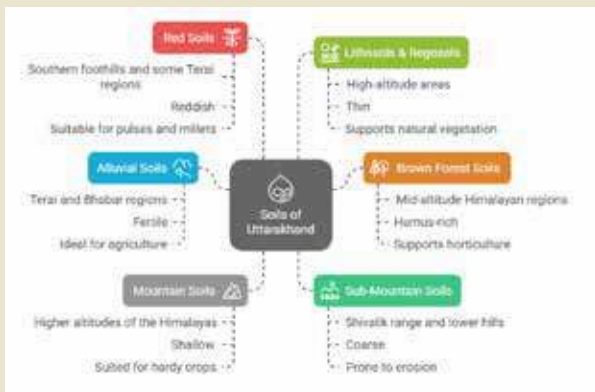 Red Soils
Southern foothills and some Terai
regions
Reddish
Suitable for pulses and millets
Alluvial Soils
Terai and Bhabar regions
Fertile
Ideal for agriculture
Mountain Soils
Higher altitudes of the Himalayas
Shallow
Suited for hardy crops
Soils of
Uttarakhand
Lithosols & Regosols
High-altitude areas
Thin
Supports natural vegetation
Brown Forest Soils
Mid-altitude Himalayan regions
Humus-rich
Supports horticulture
Sub-Mountain Soils
Shivalik range and lower hills
Coarse
Prone to erosion